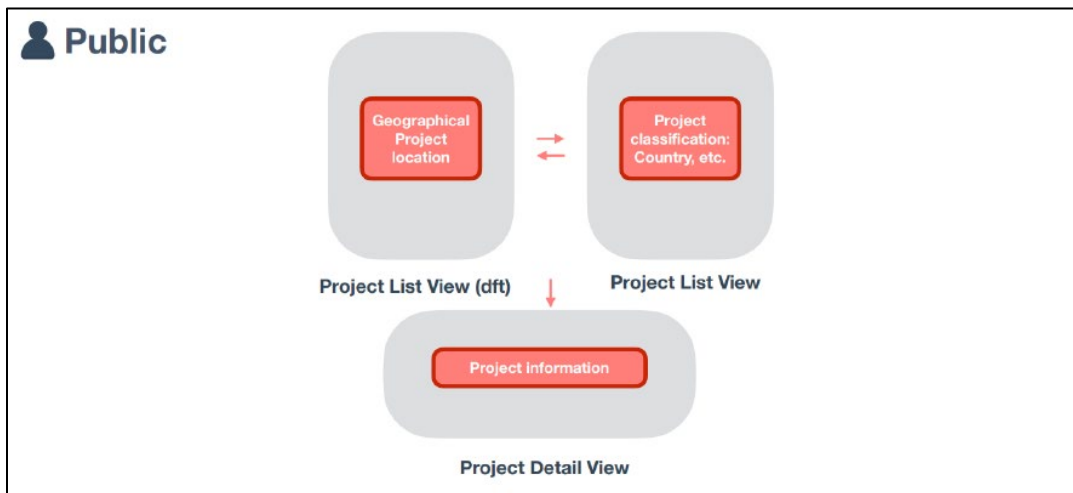 Public
Geographical
Project
location
Project
classification:
Country, etc.
Project List View (dft)
Project List View
Project information
Project Detail View